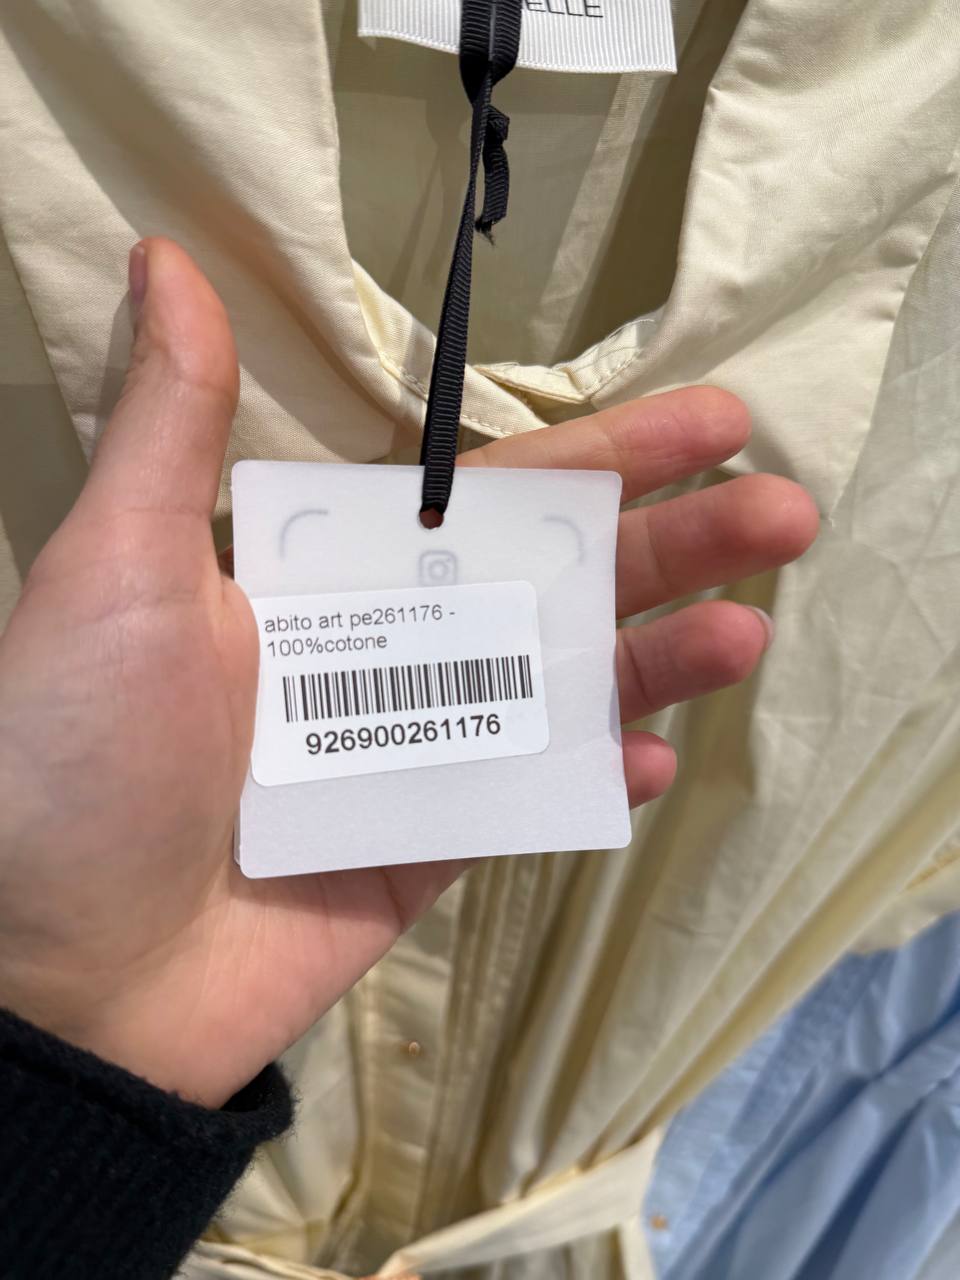 abito art pe261176 -
100%cotone
926900261176